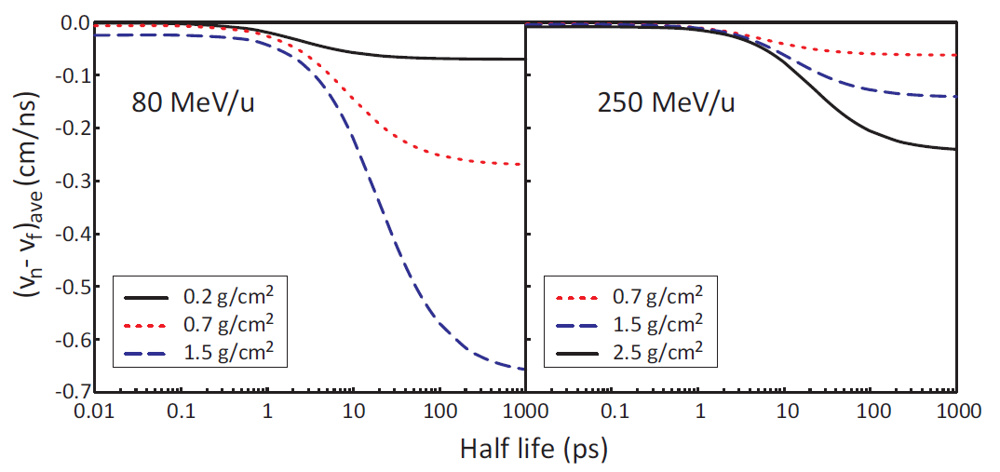 (vn- vf)ave (cm/ns)
0.0
-0.1
-0.2
-0.3
-0.4
-0.5
-0.6
-0.7
80 MeV/u
0.2 g/cm²
0.7 g/cm²
1.5 g/cm²
250 MeV/u
0.7 g/cm²
1.5 g/cm²
2.5 g/cm²
0.01 0.1 1 10 100 1000 0.1 1 10 100 1000
Half life (ps)